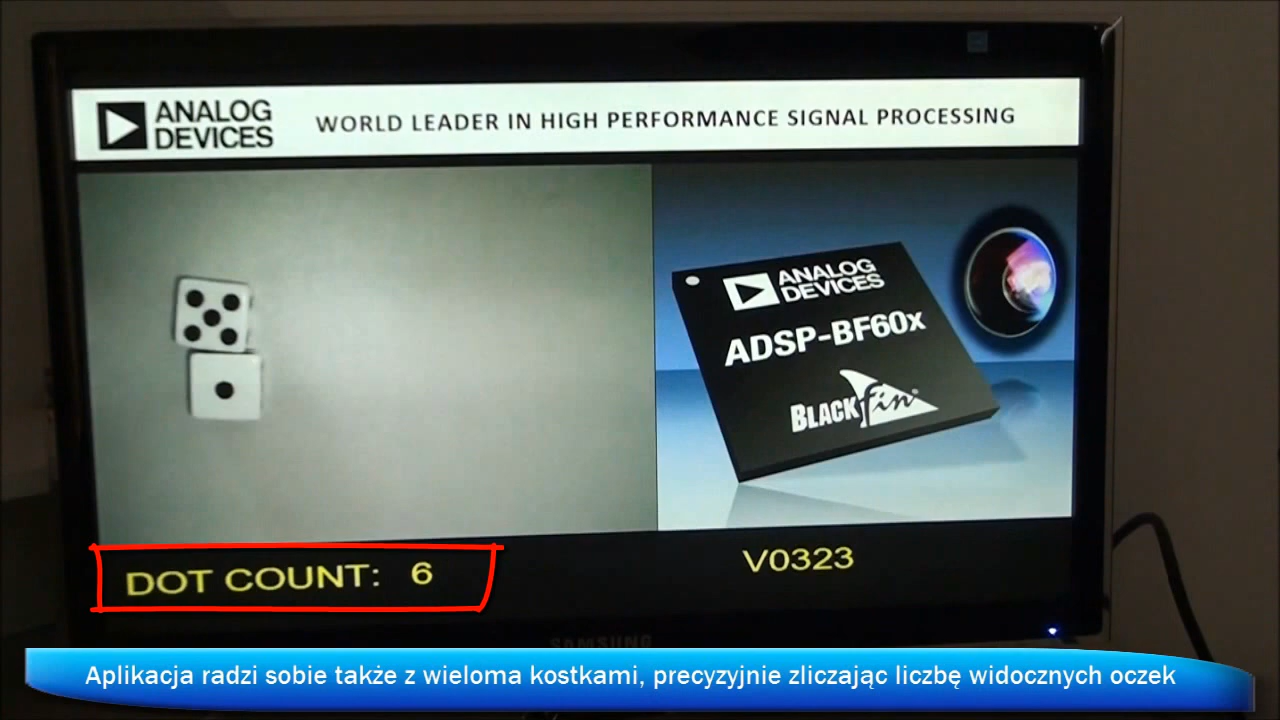 ANALOG
DEVICES
WORLD LEADER IN HIGH PERFORMANCE SIGNAL PROCESSING
ANALOG
DEVICES
ADSP-BF60x
BLACKfin®
DOT COUNT: 6
V0323
SAMSUNG
Aplikacja radzi sobie także z wieloma kostkami, precyzyjnie zliczając liczbę widocznych oczek